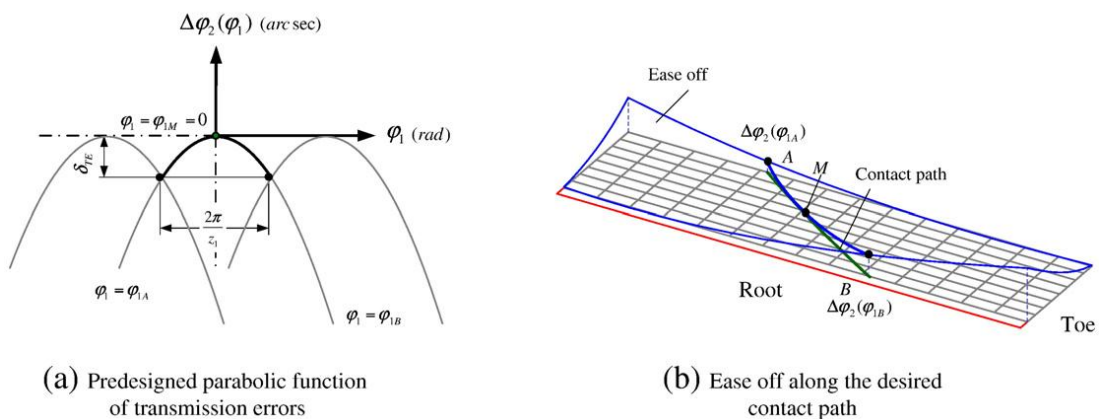 Δφ₂(φ₁) (arc sec)
φ₁ = φ₁M = 0
φ₁ (rad)
δTE
2π
z₁
φ₁ = φ₁A
φ₁ = φ₁B
(a) Predesigned parabolic function
of transmission errors
Ease off
Δφ₂(φ₁A)
A
M
Contact path
B
Root
Δφ₂(φ₁B)
Toe
(b) Ease off along the desired
contact path